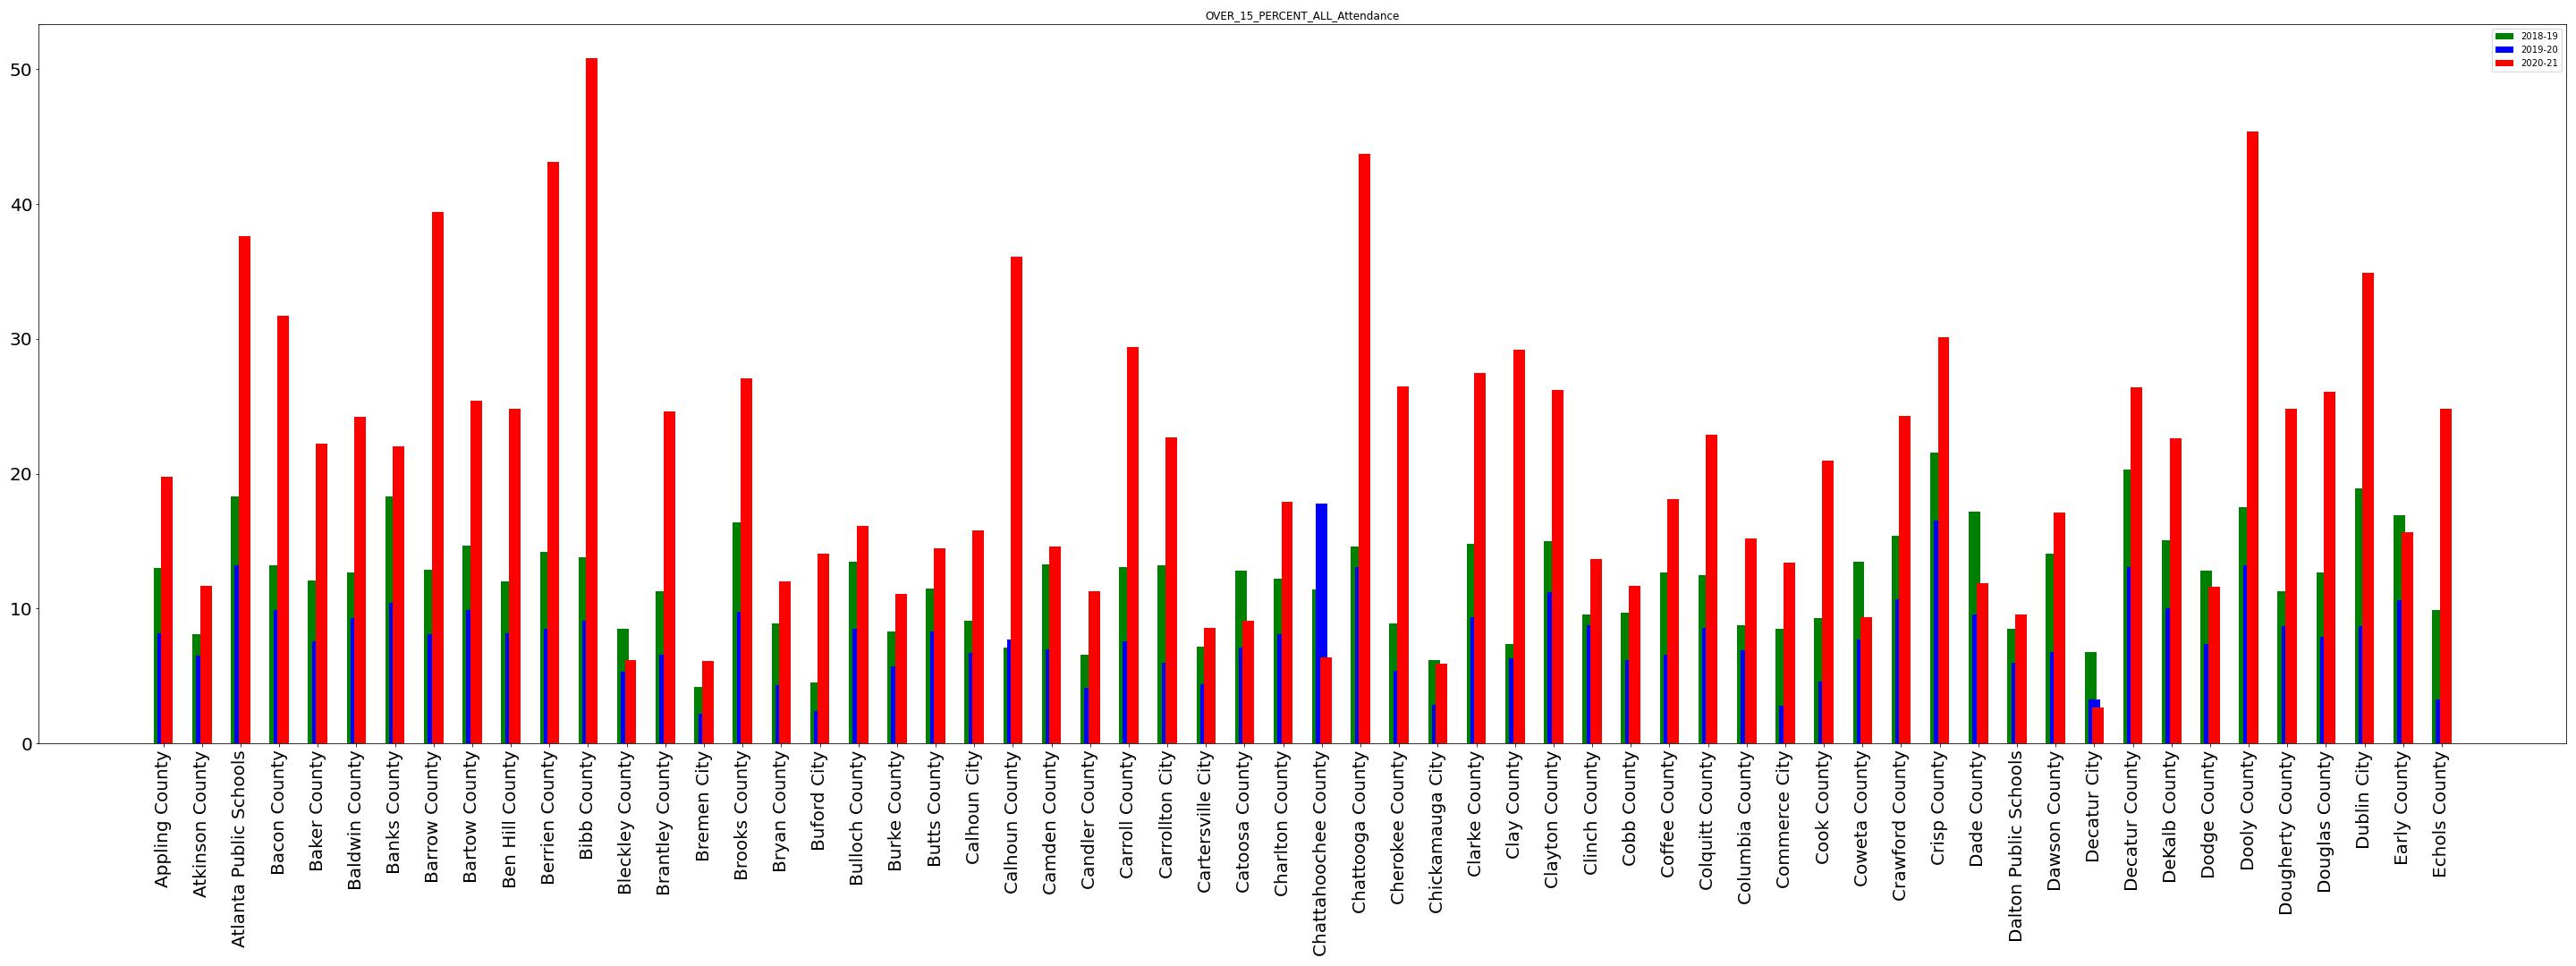 OVER_15_PERCENT_ALL_Attendance
2018-19
2019-20
2020-21
50
40
30
20
10
0
Appling County
Atkinson County
Atlanta Public Schools
Bacon County
Baker County
Baldwin County
Banks County
Barrow County
Bartow County
Ben Hill County
Berrien County
Bibb County
Bleckley County
Brantley County
Bremen City
Brooks County
Bryan County
Buford City
Bulloch County
Burke County
Butts County
Calhoun City
Calhoun County
Camden County
Candler County
Carroll County
Carrollton City
Cartersville City
Catoosa County
Charlton County
Chattahoochee County
Chattooga County
Cherokee County
Chickamauga City
Clarke County
Clay County
Clayton County
Clinch County
Cobb County
Coffee County
Colquitt County
Columbia County
Commerce City
Cook County
Coweta County
Crawford County
Crisp County
Dade County
Dalton Public Schools
Dawson County
Decatur City
Decatur County
DeKalb County
Dodge County
Dooly County
Dougherty County
Douglas County
Dublin City
Early County
Echols County